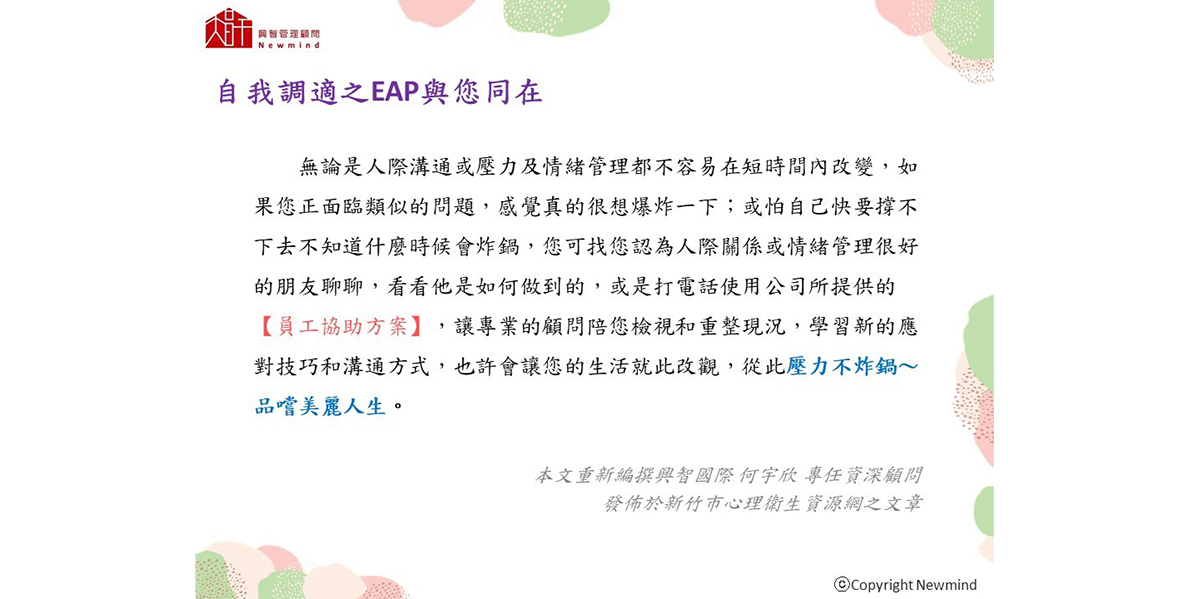 興智管理顧問
Newmind
自我調適之EAP與您同在
無論是人際溝通或壓力及情緒管理都不容易在短時間內改變，如
果您正面臨類似的問題，感覺真的很想爆炸一下；或怕自己快要撐不
下去不知道什麼時候會炸鍋，您可找您認為人際關係或情緒管理很好
的朋友聊聊，看看他是如何做到的，或是打電話使用公司所提供的
【員工協助方案】，讓專業的顧問陪您檢視和重整現況，學習新的應
對技巧和溝通方式，也許會讓您的生活就此改觀，從此壓力不炸鍋～
品嚐美麗人生。
本文重新編撰興智國際 何宇欣 專任資深顧問
發佈於新竹市心理衛生資源網之文章
ⓒCopyright Newmind